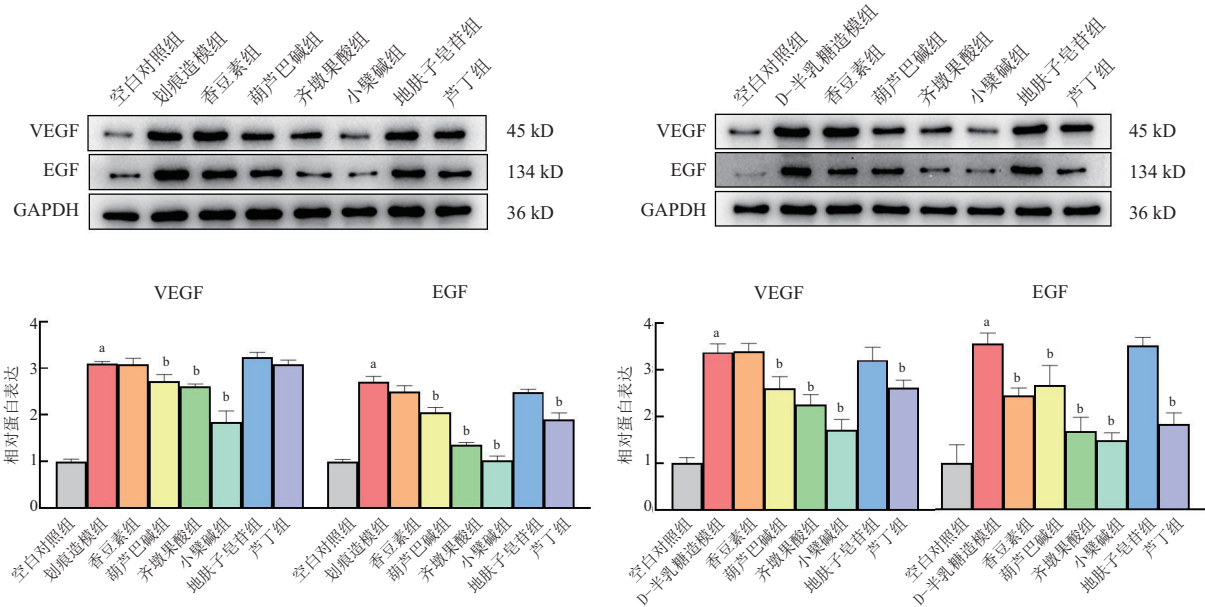 空白对照组
划痕造模组
香豆素组
葫芦巴碱组
齐墩果酸组
小檗碱组
地肤子皂苷组
芦丁组
VEGF
45 kD
EGF
134 kD
GAPDH
36 kD
空白对照组
D-半乳糖造模组
香豆素组
葫芦巴碱组
齐墩果酸组
小檗碱组
地肤子皂苷组
芦丁组
VEGF
45 kD
EGF
134 kD
GAPDH
36 kD
VEGF
EGF
相对蛋白表达
4
3
2
1
0
a
b
b
b
a
b
b
b
b
空白对照组
划痕造模组
香豆素组
葫芦巴碱组
齐墩果酸组
小檗碱组
地肤子皂苷组
芦丁组
空白对照组
划痕造模组
香豆素组
葫芦巴碱组
齐墩果酸组
小檗碱组
地肤子皂苷组
芦丁组
VEGF
EGF
相对蛋白表达
4
3
2
1
0
a
b
b
b
b
a
b
b
b
b
b
空白对照组
D-半乳糖造模组
香豆素组
葫芦巴碱组
齐墩果酸组
小檗碱组
地肤子皂苷组
芦丁组
空白对照组
D-半乳糖造模组
香豆素组
葫芦巴碱组
齐墩果酸组
小檗碱组
地肤子皂苷组
芦丁组